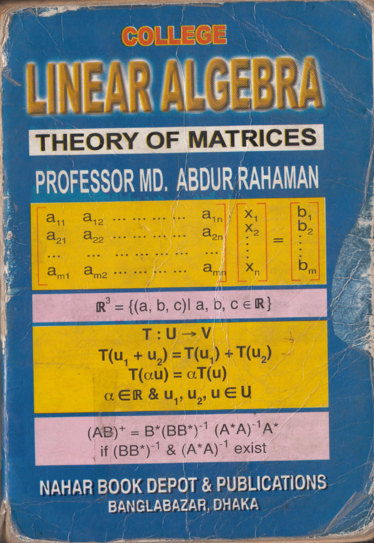 COLLEGE
LINEAR ALGEBRA
THEORY OF MATRICES
PROFESSOR MD. ABDUR RAHAMAN
a₁₁ a₁₂ ... ... ... ... a₁ₙ x₁ b₁
a₂₁ a₂₂ ... ... ... ... a₂ₙ x₂ = b₂
... ... ... ... ... ... ⋮ ⋮
aₘ₁ aₘ₂ ... ... ... ... aₘₙ xₙ bₘ
ℝ³ = {(a, b, c)| a, b, c ∈ ℝ}
T : U → V
T(u₁ + u₂) = T(u₁) + T(u₂)
T(αu) = αT(u)
α ∈ ℝ & u₁, u₂, u ∈ U
(AB)⁺ = B*(BB*)⁻¹ (A*A)⁻¹A*
if (BB*)⁻¹ & (A*A)⁻¹ exist
NAHAR BOOK DEPOT & PUBLICATIONS
BANGLABAZAR, DHAKA